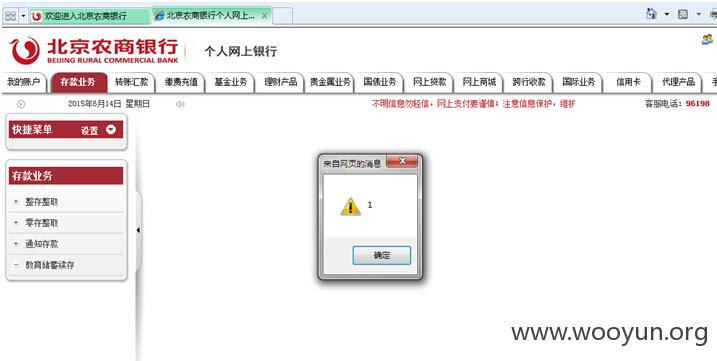 欢迎进入北京农商银行 北京农商银行个人网上...
北京农商银行 个人网上银行
BEIJING RURAL COMMERCIAL BANK
我的账户 存款业务 转账汇款 缴费充值 基金业务 理财产品 贵金属业务 国债业务 网上贷款 网上商城 跨行收款 国际业务 信用卡 代理产品
2015年6月14日 星期日 不明信息勿轻信，网上支付要谨慎；注意信息保护，维护 客服电话：96198
快捷菜单 设置
存款业务
+ 整存整取
+ 零存整取
+ 通知存款
- 教育储蓄续存
来自网页的消息
1
确定
www.wooyun.org